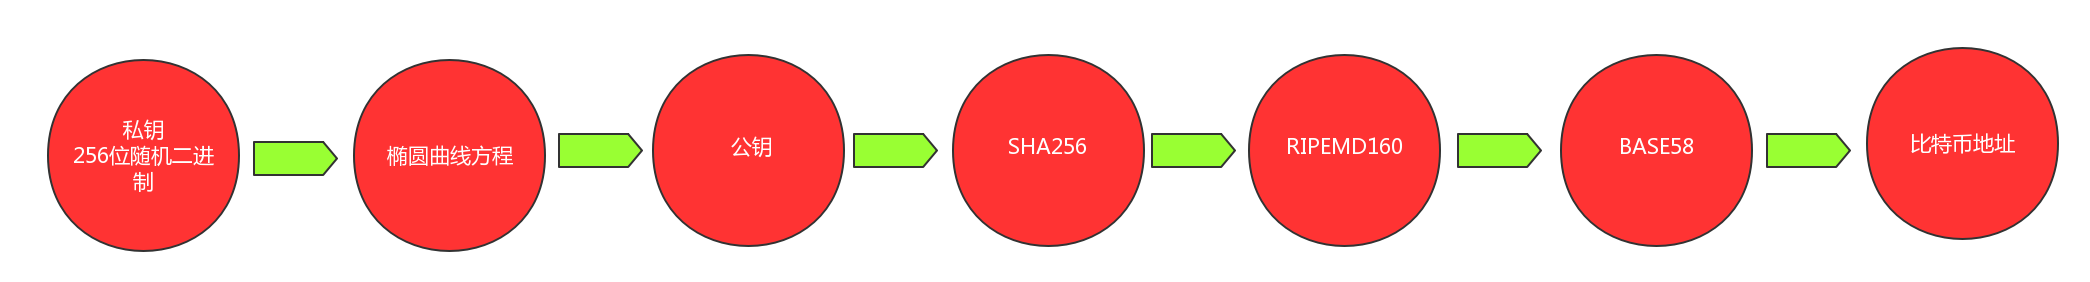 私钥
256位随机二进
制
椭圆曲线方程
公钥
SHA256
RIPEMD160
BASE58
比特币地址